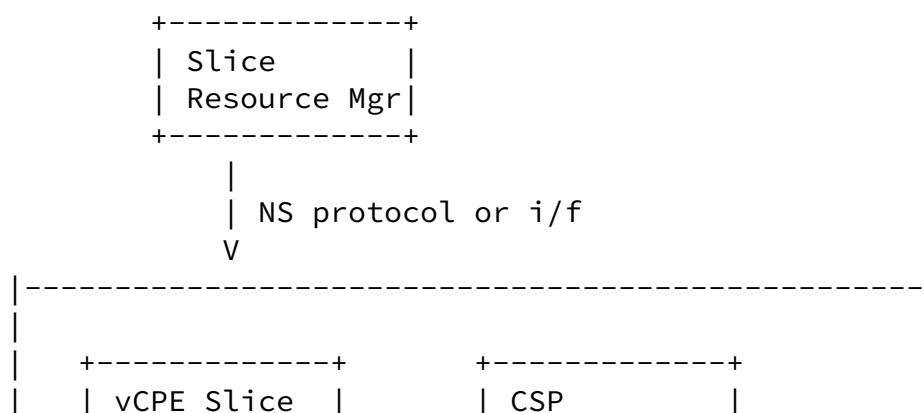 +-------------+
| Slice       |
| Resource Mgr|
+-------------+
|
| NS protocol or i/f
V
|--------------------------------------------------
|
|   +-------------+       +-------------+
|   | vCPE Slice  |       | CSP         |